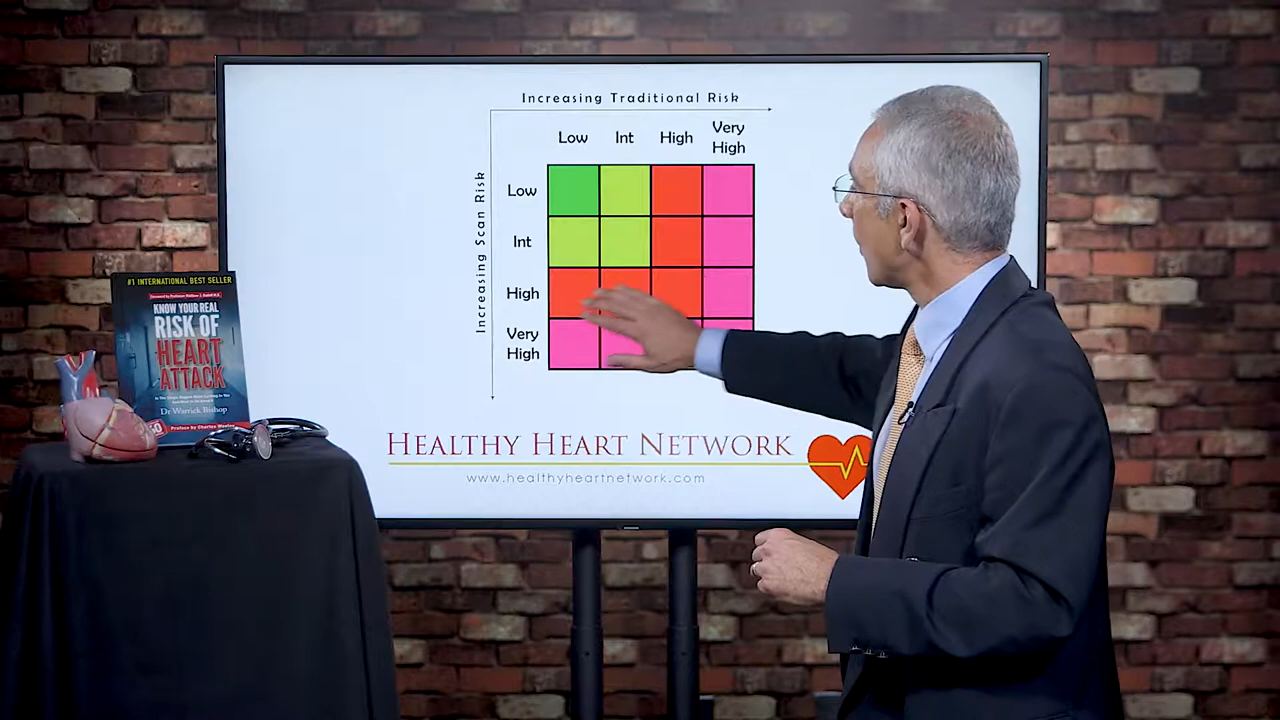 Increasing Traditional Risk
Low Int High Very High
Increasing Scan Risk
Low
Int
High
Very
High
HEALTHY HEART NETWORK
www.healthyheartnetwork.com
#1 INTERNATIONAL BEST SELLER
KNOW YOUR REAL
RISK OF
HEART
ATTACK
Dr Warrick Bishop